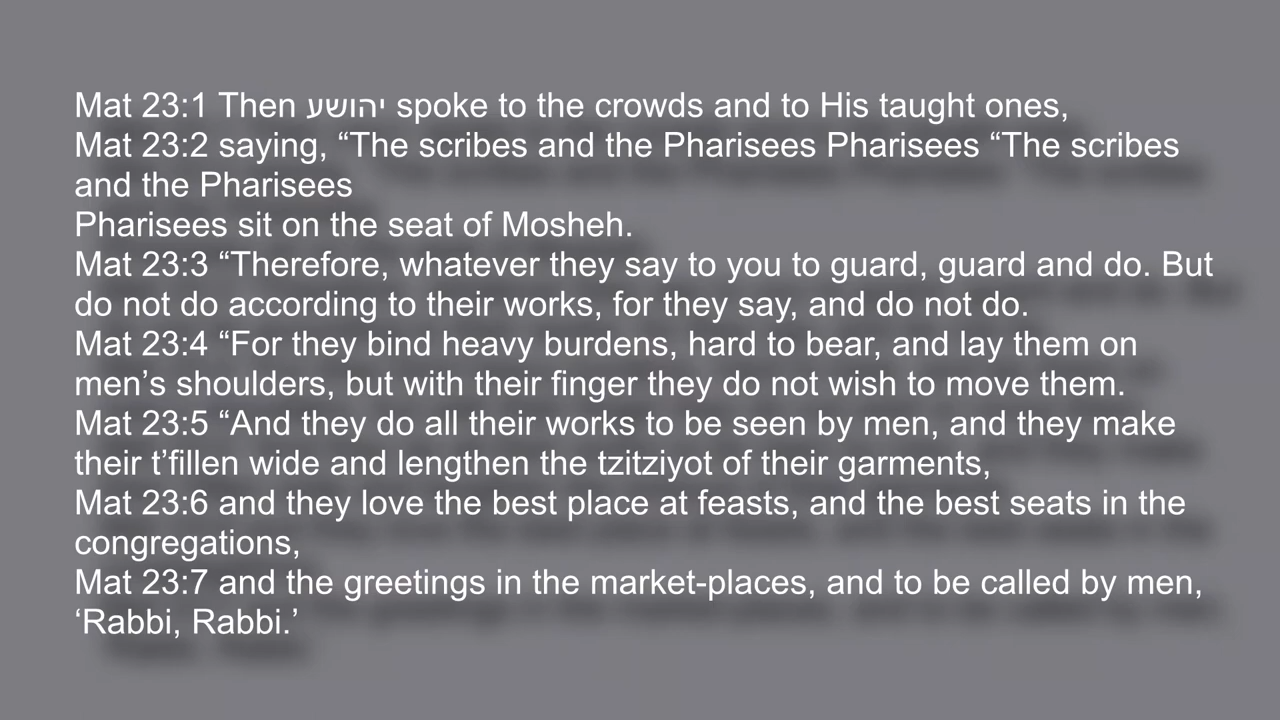 Mat 23:1 Then יהושע spoke to the crowds and to His taught ones,
Mat 23:2 saying, “The scribes and the Pharisees Pharisees “The scribes
and the Pharisees
Pharisees sit on the seat of Mosheh.
Mat 23:3 “Therefore, whatever they say to you to guard, guard and do. But
do not do according to their works, for they say, and do not do.
Mat 23:4 “For they bind heavy burdens, hard to bear, and lay them on
men’s shoulders, but with their finger they do not wish to move them.
Mat 23:5 “And they do all their works to be seen by men, and they make
their t’fillen wide and lengthen the tzitziyot of their garments,
Mat 23:6 and they love the best place at feasts, and the best seats in the
congregations,
Mat 23:7 and the greetings in the market-places, and to be called by men,
‘Rabbi, Rabbi.’